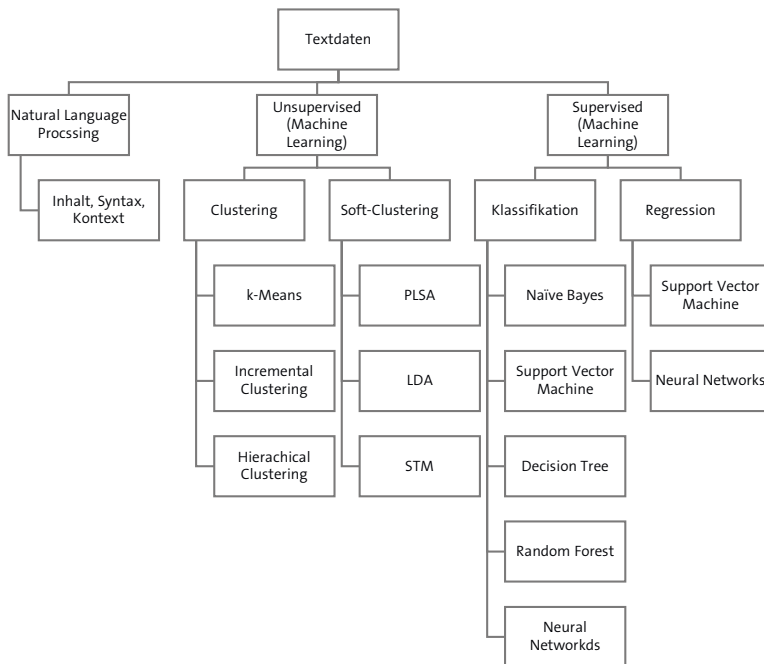 Textdaten
Natural Language
Procssing
Unsupervised
(Machine
Learning)
Supervised
(Machine
Learning)
Inhalt, Syntax,
Kontext
Clustering
Soft-Clustering
Klassifikation
Regression
k-Means
PLSA
Naïve Bayes
Support Vector
Machine
Incremental
Clustering
LDA
Support Vector
Machine
Neural Networks
Hierachical
Clustering
STM
Decision Tree
Random Forest
Neural
Networkds